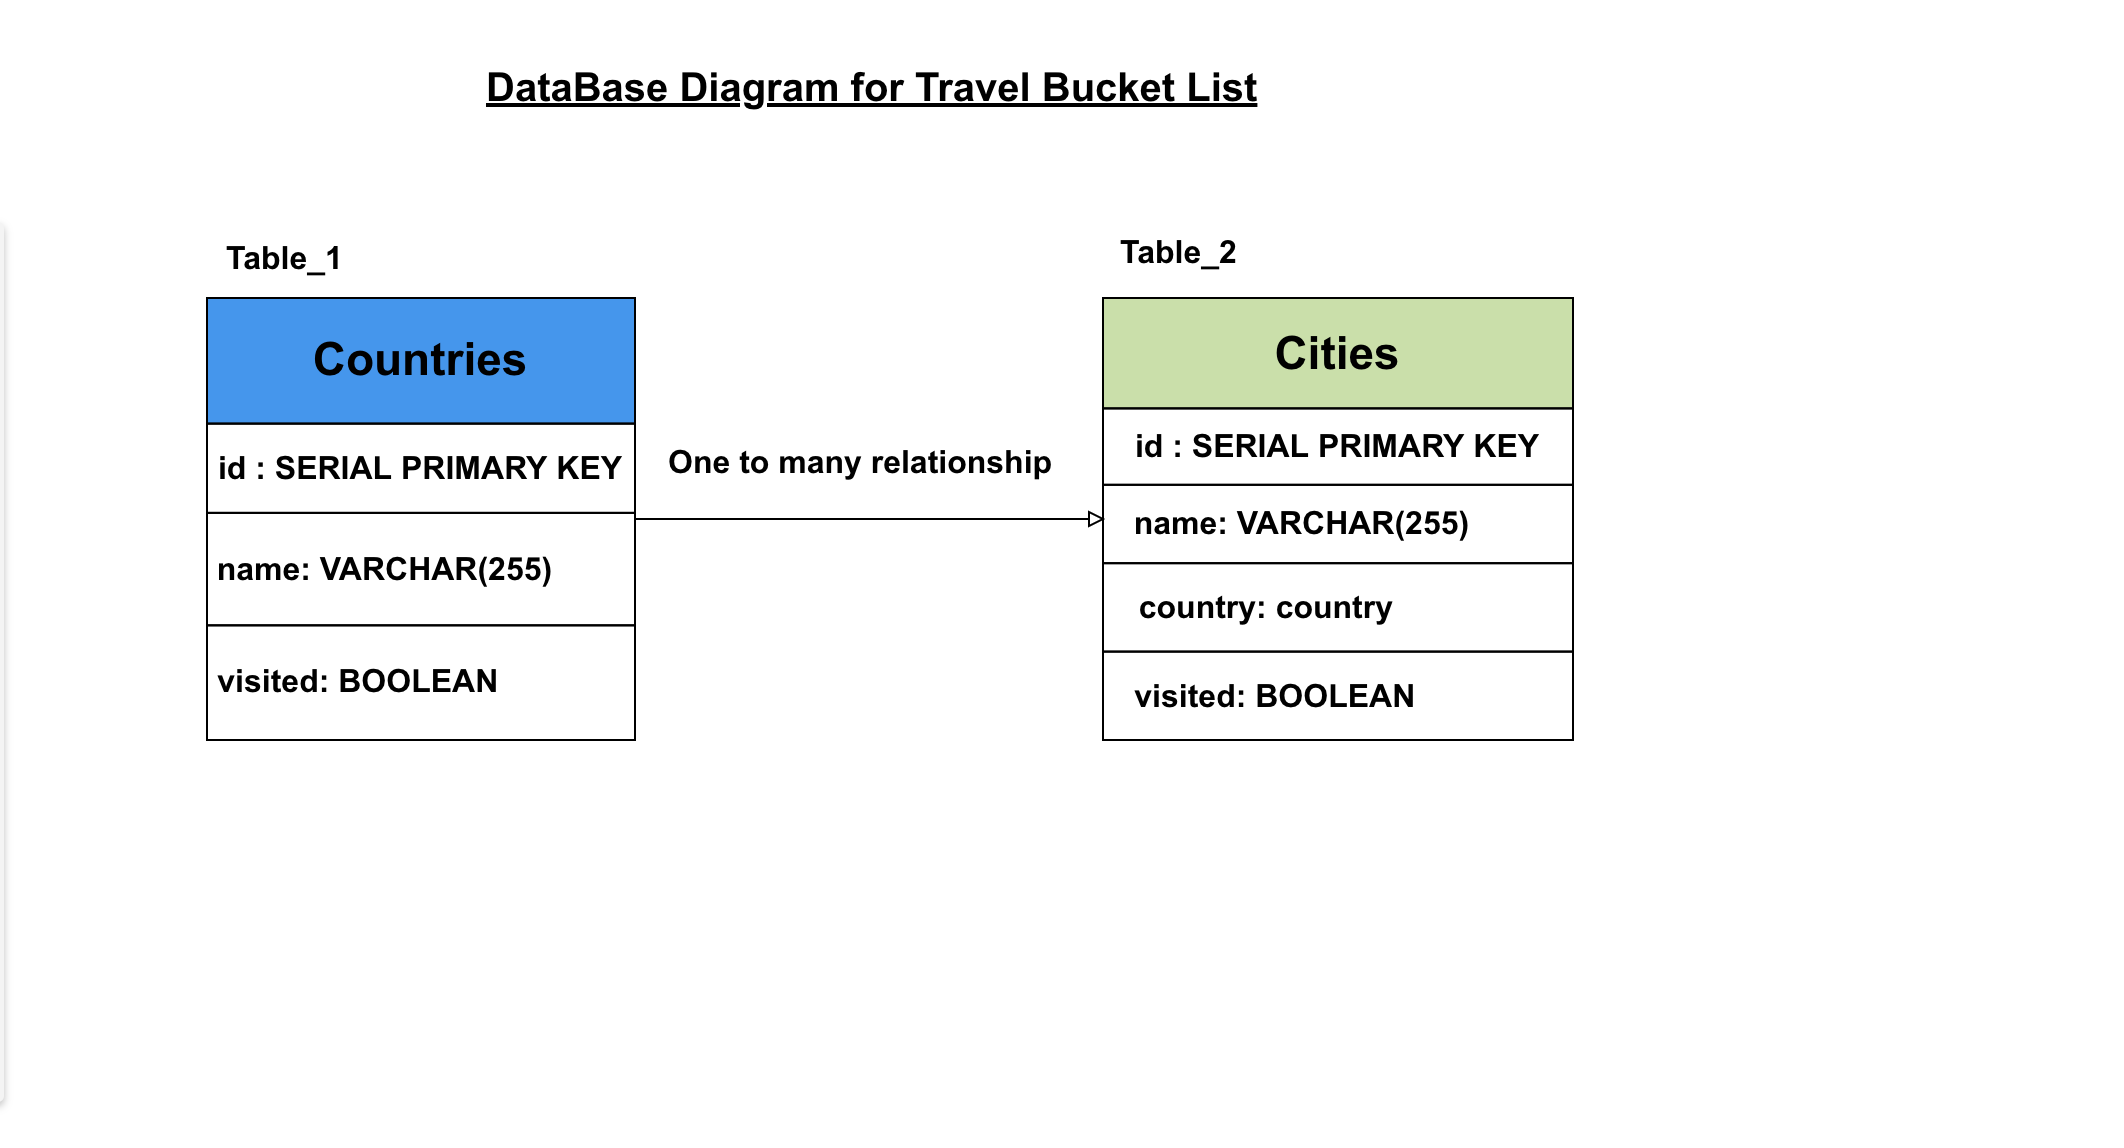 DataBase Diagram for Travel Bucket List
Table_1
Countries
id : SERIAL PRIMARY KEY
name: VARCHAR(255)
visited: BOOLEAN
One to many relationship
Table_2
Cities
id : SERIAL PRIMARY KEY
name: VARCHAR(255)
country: country
visited: BOOLEAN